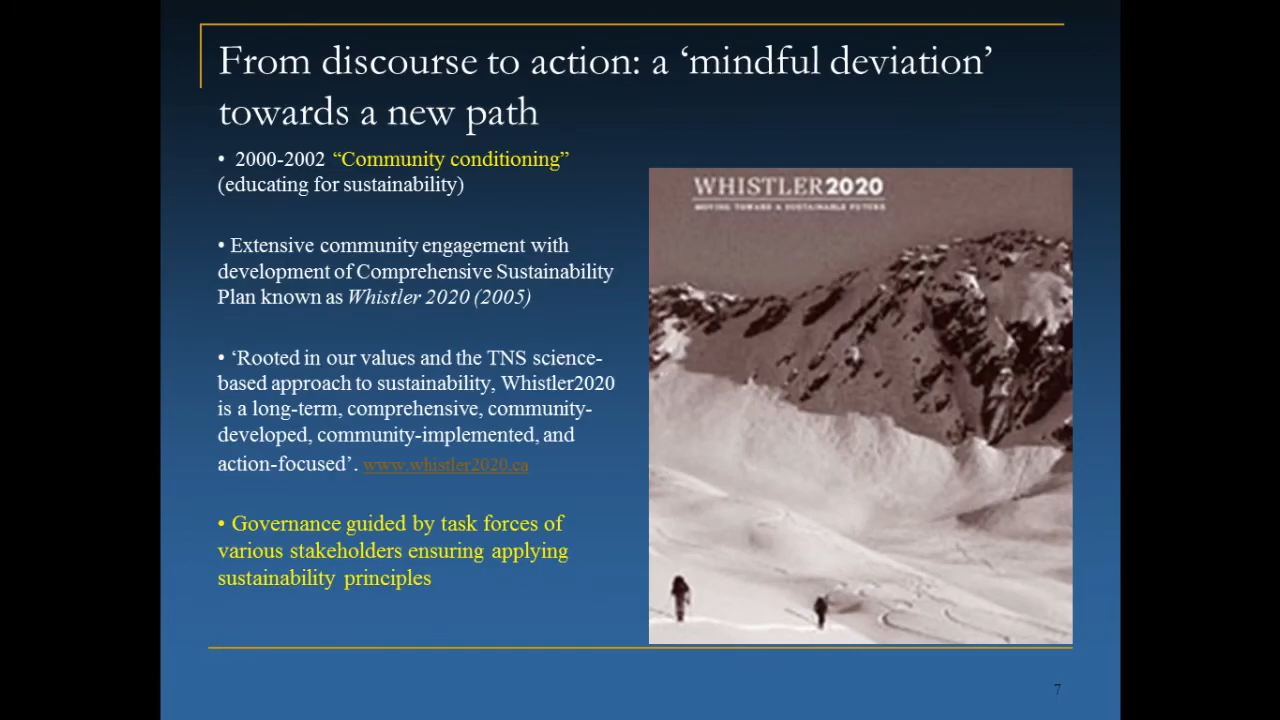 From discourse to action: a ‘mindful deviation’
towards a new path
• 2000-2002 “Community conditioning”
(educating for sustainability)
• Extensive community engagement with
development of Comprehensive Sustainability
Plan known as Whistler 2020 (2005)
• ‘Rooted in our values and the TNS science-
based approach to sustainability, Whistler2020
is a long-term, comprehensive, community-
developed, community-implemented, and
action-focused’. www.whistler2020.ca
• Governance guided by task forces of
various stakeholders ensuring applying
sustainability principles
WHISTLER2020
MOVING TOWARD A SUSTAINABLE FUTURE
7